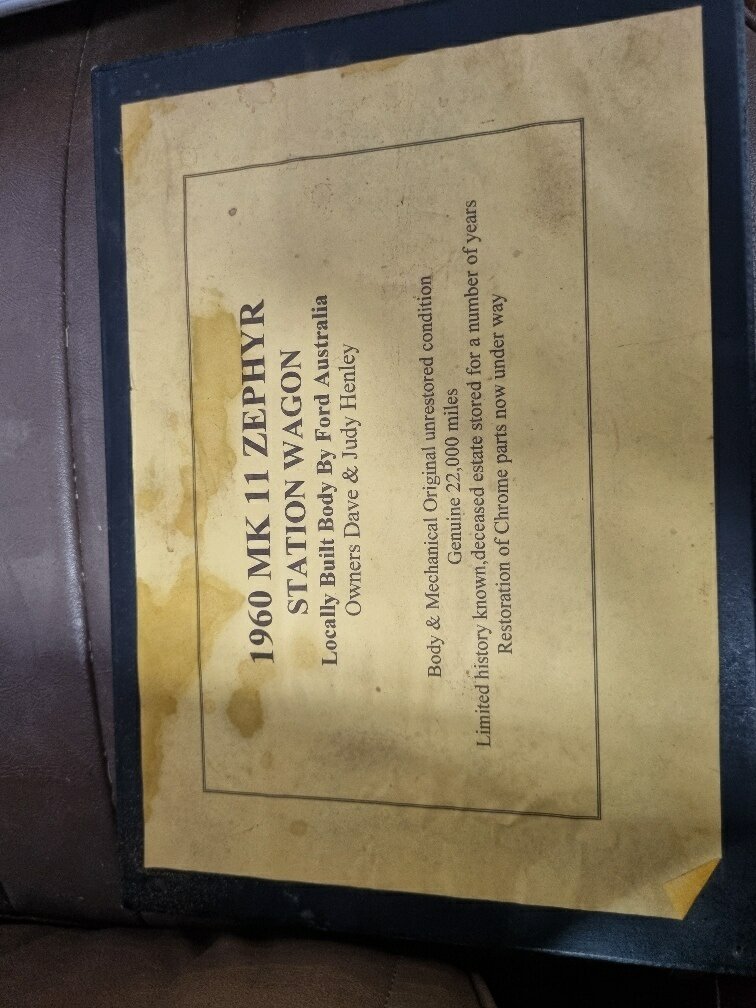 1960 MK 11 ZEPHYR
STATION WAGON
Locally Built Body By Ford Australia
Owners Dave & Judy Henley
Body & Mechanical Original unrestored condition
Genuine 22,000 miles
Limited history known,deceased estate stored for a number of years
Restoration of Chrome parts now under way